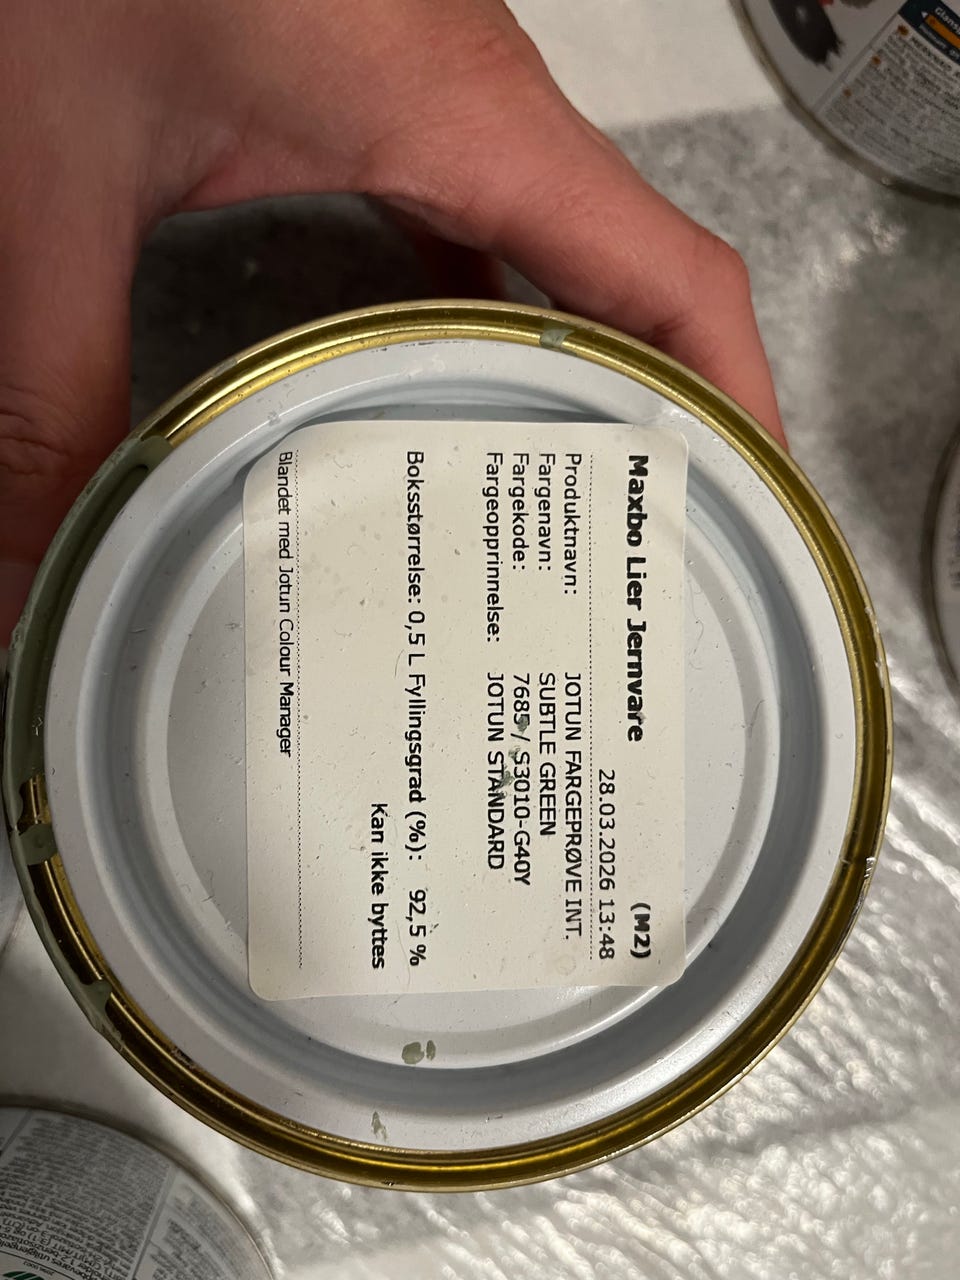 Maxbo Lier Jernvare (M2)
28.03.2026 13:48
Produktnavn: JOTUN FARGEPRØVE INT.
Fargenavn: SUBTLE GREEN
Fargekode: 7685 / S3010-G40Y
Fargeopprinnelse: JOTUN STANDARD
Boksstørrelse: 0,5 L Fyllingsgrad (%): 92,5 %
Kan ikke byttes
Blandet med Jotun Colour Manager